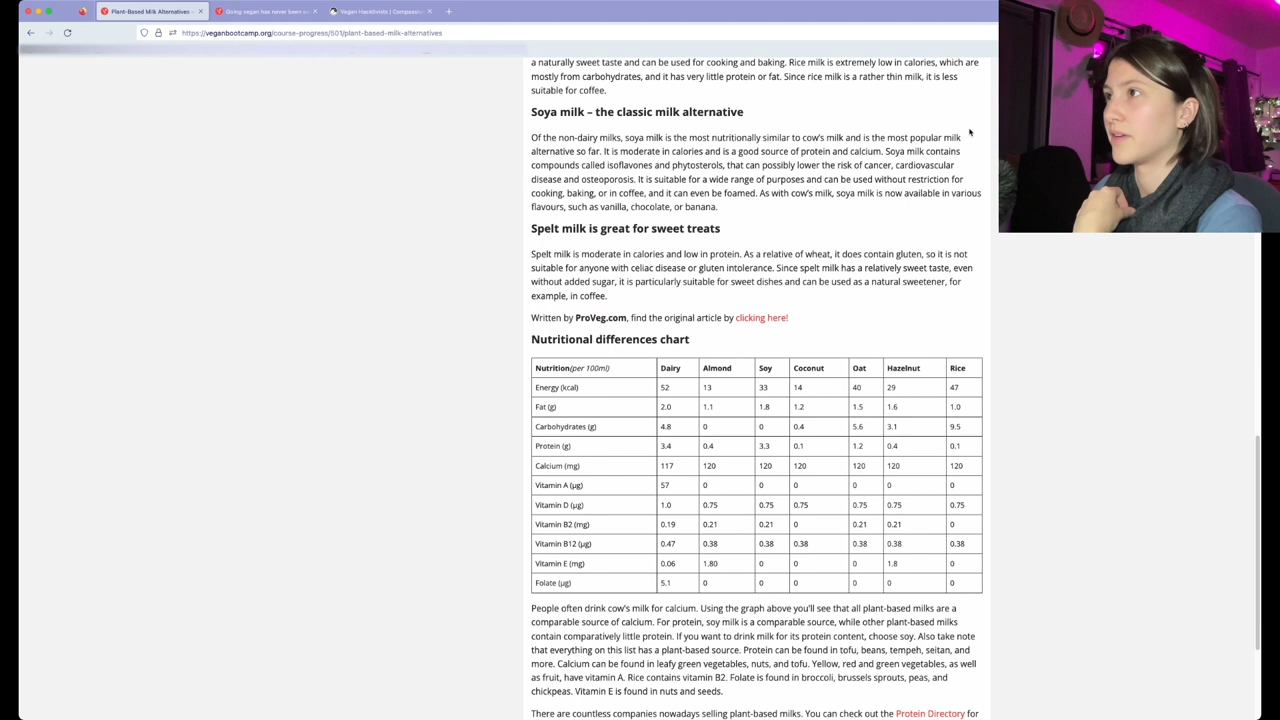 Plant-Based Milk Alternatives
Going vegan has never been
Vegan Hacktivists | Compassion
https://veganbootcamp.org/course-progress/501/plant-based-milk-alternatives
a naturally sweet taste and can be used for cooking and baking. Rice milk is extremely low in calories, which are
mostly from carbohydrates, and it has very little protein or fat. Since rice milk is a rather thin milk, it is less
suitable for coffee.
Soya milk – the classic milk alternative
Of the non-dairy milks, soya milk is the most nutritionally similar to cow's milk and is the most popular milk
alternative so far. It is moderate in calories and is a good source of protein and calcium. Soya milk contains
compounds called isoflavones and phytosterols, that can possibly lower the risk of cancer, cardiovascular
disease and osteoporosis. It is suitable for a wide range of purposes and can be used without restriction for
cooking, baking, or in coffee, and it can even be foamed. As with cow's milk, soya milk is now available in various
flavours, such as vanilla, chocolate, or banana.
Spelt milk is great for sweet treats
Spelt milk is moderate in calories and low in protein. As a relative of wheat, it does contain gluten, so it is not
suitable for anyone with celiac disease or gluten intolerance. Since spelt milk has a relatively sweet taste, even
without added sugar, it is particularly suitable for sweet dishes and can be used as a natural sweetener, for
example, in coffee.
Written by ProVeg.com, find the original article by clicking here!
Nutritional differences chart
Nutrition(per 100ml) Dairy Almond Soy Coconut Oat Hazelnut Rice
Energy (kcal) 52 13 33 14 40 29 47
Fat (g) 2.0 1.1 1.8 1.2 1.5 1.6 1.0
Carbohydrates (g) 4.8 0 0 0.4 5.6 3.1 9.5
Protein (g) 3.4 0.4 3.3 0.1 1.2 0.4 0.1
Calcium (mg) 117 120 120 120 120 120 120
Vitamin A (μg) 57 0 0 0 0 0 0
Vitamin D (μg) 1.0 0.75 0.75 0.75 0.75 0.75 0.75
Vitamin B2 (mg) 0.19 0.21 0.21 0 0.21 0.21 0
Vitamin B12 (μg) 0.47 0.38 0.38 0.38 0.38 0.38 0.38
Vitamin E (mg) 0.06 1.80 0 0 0 1.8 0
Folate (μg) 5.1 0 0 0 0 0 0
People often drink cow's milk for calcium. Using the graph above you'll see that all plant-based milks are a
comparable source of calcium. For protein, soy milk is a comparable source, while other plant-based milks
contain comparatively little protein. If you want to drink milk for its protein content, choose soy. Also take note
that everything on this list has a plant-based source. Protein can be found in tofu, beans, tempeh, seitan, and
more. Calcium can be found in leafy green vegetables, nuts, and tofu. Yellow, red and green vegetables, as well
as fruit, have vitamin A. Rice contains vitamin B2. Folate is found in broccoli, brussels sprouts, peas, and
chickpeas. Vitamin E is found in nuts and seeds.
There are countless companies nowadays selling plant-based milks. You can check out the Protein Directory for